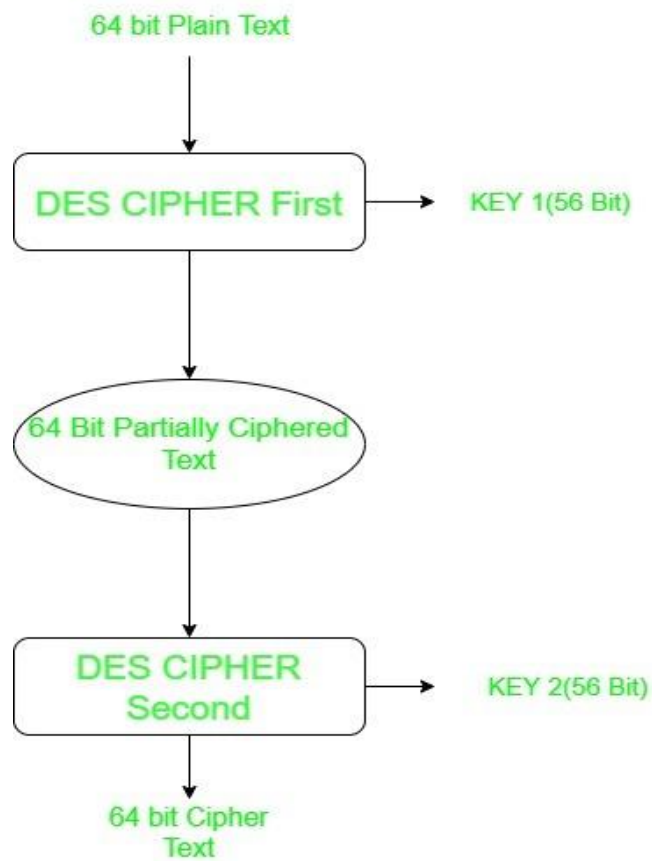 64 bit Plain Text
DES CIPHER First
KEY 1(56 Bit)
64 Bit Partially Ciphered
Text
DES CIPHER
Second
KEY 2(56 Bit)
64 bit Cipher
Text